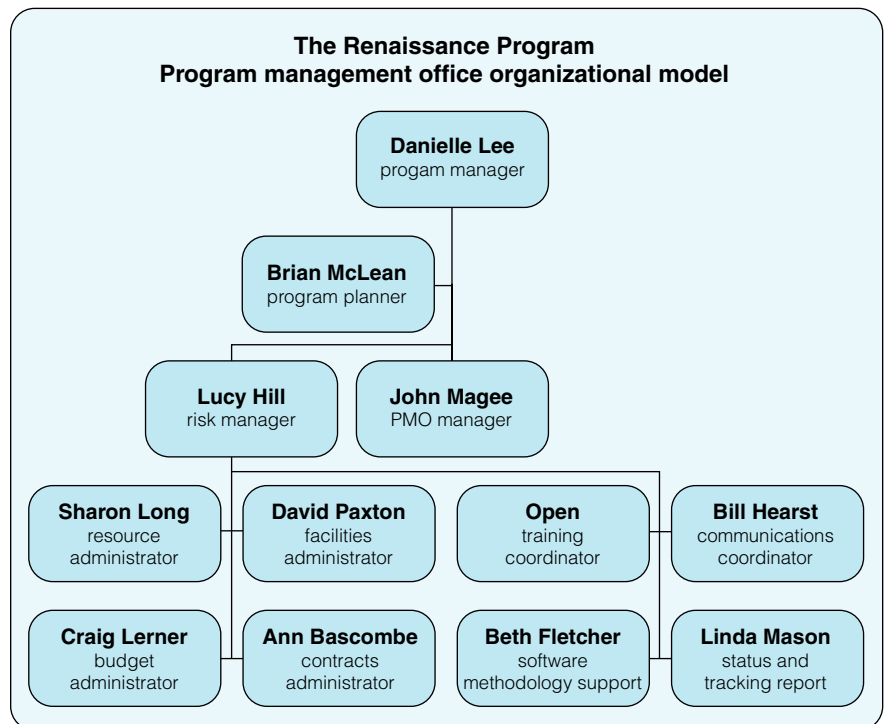 The Renaissance Program
Program management office organizational model
Danielle Lee
progam manager
Brian McLean
program planner
Lucy Hill
risk manager
John Magee
PMO manager
Sharon Long
resource
administrator
David Paxton
facilities
administrator
Open
training
coordinator
Bill Hearst
communications
coordinator
Craig Lerner
budget
administrator
Ann Bascombe
contracts
administrator
Beth Fletcher
software
methodology support
Linda Mason
status and
tracking report